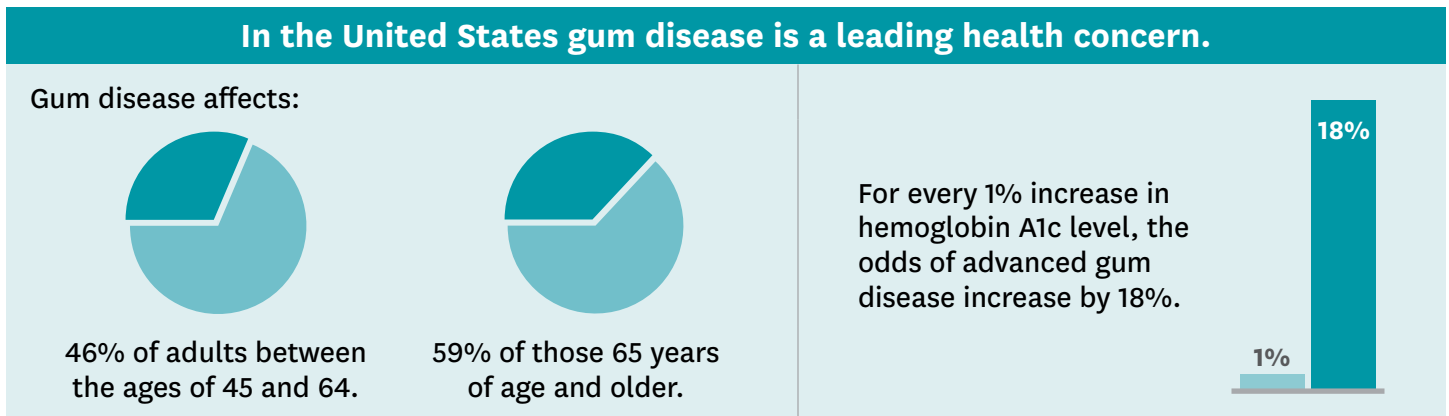 In the United States gum disease is a leading health concern.
Gum disease affects:
46% of adults between
the ages of 45 and 64.
59% of those 65 years
of age and older.
For every 1% increase in
hemoglobin A1c level, the
odds of advanced gum
disease increase by 18%.
1%
18%